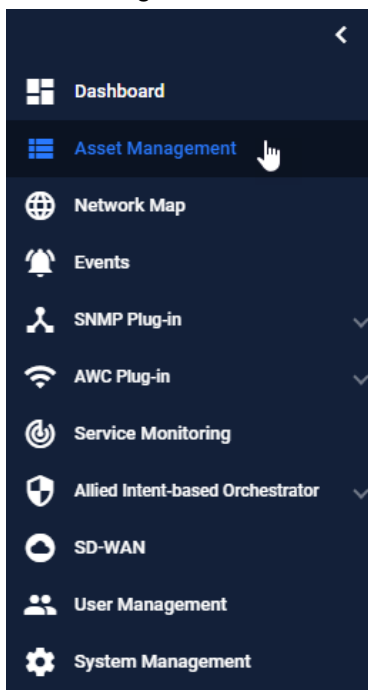 Dashboard
Asset Management
Network Map
Events
SNMP Plug-in
AWC Plug-in
Service Monitoring
Allied Intent-based Orchestrator
SD-WAN
User Management
System Management